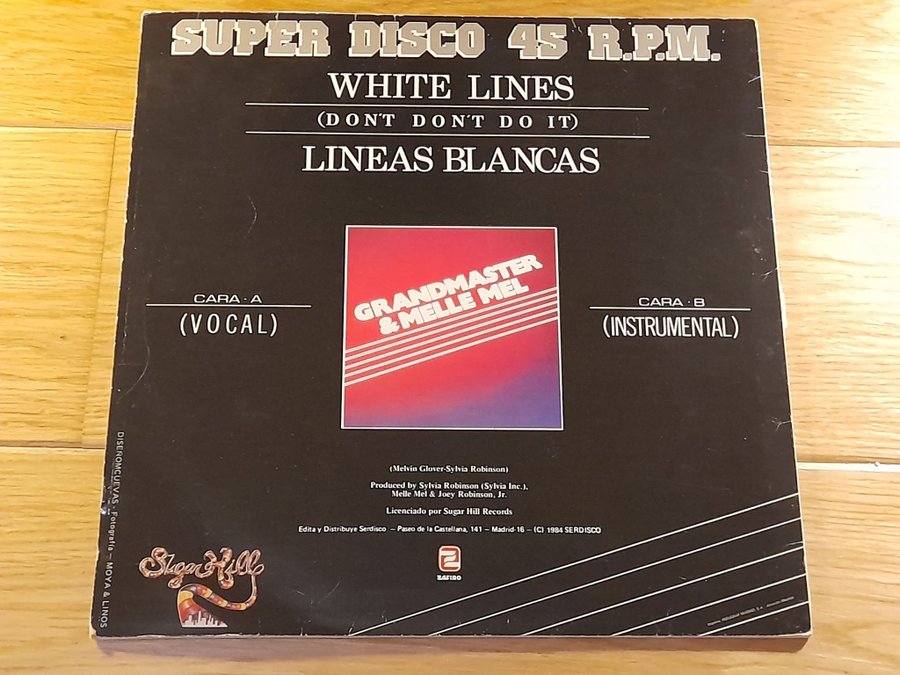 SUPER DISCO 45 R.P.M.
WHITE LINES
(DON'T DON'T DO IT)
LINEAS BLANCAS
GRANDMASTER
& MELLE MEL
CARA · A
(VOCAL)
CARA · B
(INSTRUMENTAL)
(Melvin Glover-Sylvia Robinson)
Produced by Sylvia Robinson (Sylvia Inc.),
Melle Mel & Joey Robinson, Jr.
Licenciado por Sugar Hill Records
Edita y Distribuye Serdisco — Paseo de la Castellana, 141 — Madrid-16 — (C) 1984 SERDISCO
ZAFIRO
Sugar Hill
DISEÑO MCUEVAS · Fotografía — MOYA & LINOS